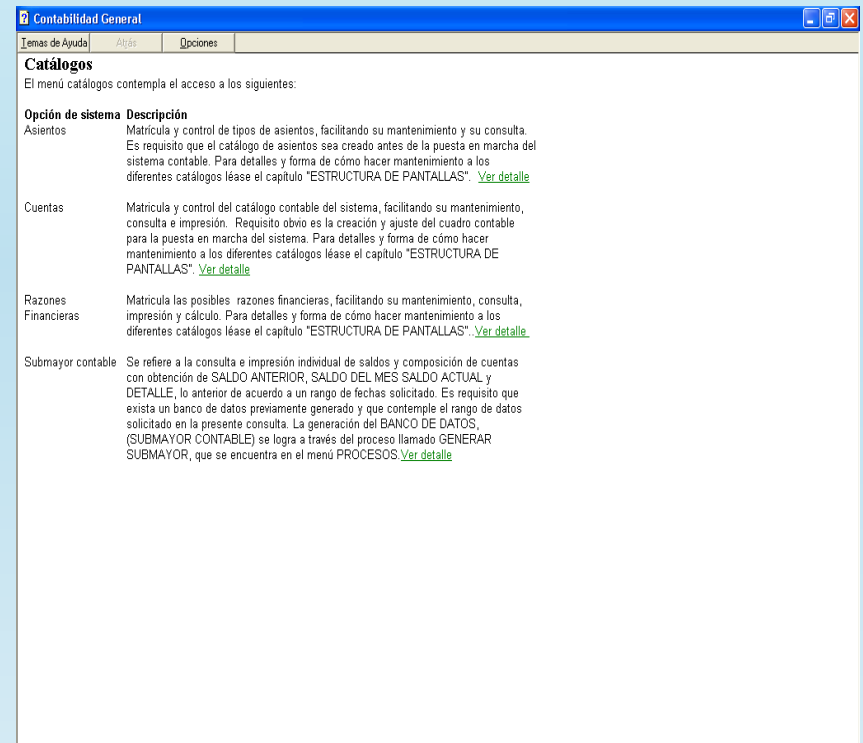 Contabilidad General
Temas de Ayuda Atrás Opciones
Catálogos
El menú catálogos contempla el acceso a los siguientes:
Opción de sistema Descripción
Asientos Matrícula y control de tipos de asientos, facilitando su mantenimiento y su consulta.
Es requisito que el catálogo de asientos sea creado antes de la puesta en marcha del
sistema contable. Para detalles y forma de cómo hacer mantenimiento a los
diferentes catálogos léase el capítulo "ESTRUCTURA DE PANTALLAS". Ver detalle
Cuentas Matricula y control del catálogo contable del sistema, facilitando su mantenimiento,
consulta e impresión. Requisito obvio es la creación y ajuste del cuadro contable
para la puesta en marcha del sistema. Para detalles y forma de cómo hacer
mantenimiento a los diferentes catálogos léase el capítulo "ESTRUCTURA DE
PANTALLAS". Ver detalle
Razones Matricula las posibles razones financieras, facilitando su mantenimiento, consulta,
Financieras impresión y cálculo. Para detalles y forma de cómo hacer mantenimiento a los
diferentes catálogos léase el capítulo "ESTRUCTURA DE PANTALLAS"..Ver detalle
Submayor contable Se refiere a la consulta e impresión individual de saldos y composición de cuentas
con obtención de SALDO ANTERIOR, SALDO DEL MES SALDO ACTUAL y
DETALLE, lo anterior de acuerdo a un rango de fechas solicitado. Es requisito que
exista un banco de datos previamente generado y que contemple el rango de datos
solicitado en la presente consulta. La generación del BANCO DE DATOS,
(SUBMAYOR CONTABLE) se logra a través del proceso llamado GENERAR
SUBMAYOR, que se encuentra en el menú PROCESOS.Ver detalle